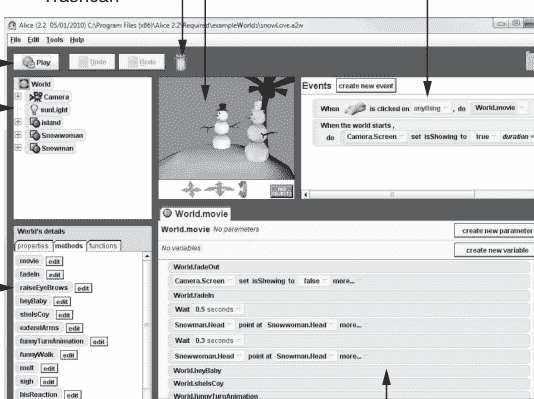 Trashcan
Alice (2.2 05/01/2010) C:\Program Files (x86)\Alice 2.2\Required\exampleWorlds\snowLove.a2w
File Edit Tools Help
Play Undo Redo
World
Camera
sunLight
island
Snowwoman
Snowman
ADD OBJECTS
Events create new event
When is clicked on anything , do World.movie
When the world starts ,
do Camera.Screen set isShowing to true duration =
World's details
properties methods functions
movie edit
fadeIn edit
raiseEyeBrows edit
heyBaby edit
sheIsCoy edit
extendArms edit
funnyTurnAnimation edit
funnyWalk edit
melt edit
sigh edit
hisReaction edit
World.movie
World.movie No parameters create new parameter
No variables create new variable
World.fadeOut
Camera.Screen set isShowing to false more...
World.fadeIn
Wait 0.5 seconds
Snowman.Head point at Snowwoman.Head more...
Wait 0.3 seconds
Snowwoman.Head point at Snowman.Head more...
World.heyBaby
World.sheIsCoy
World.funnyTurnAnimation